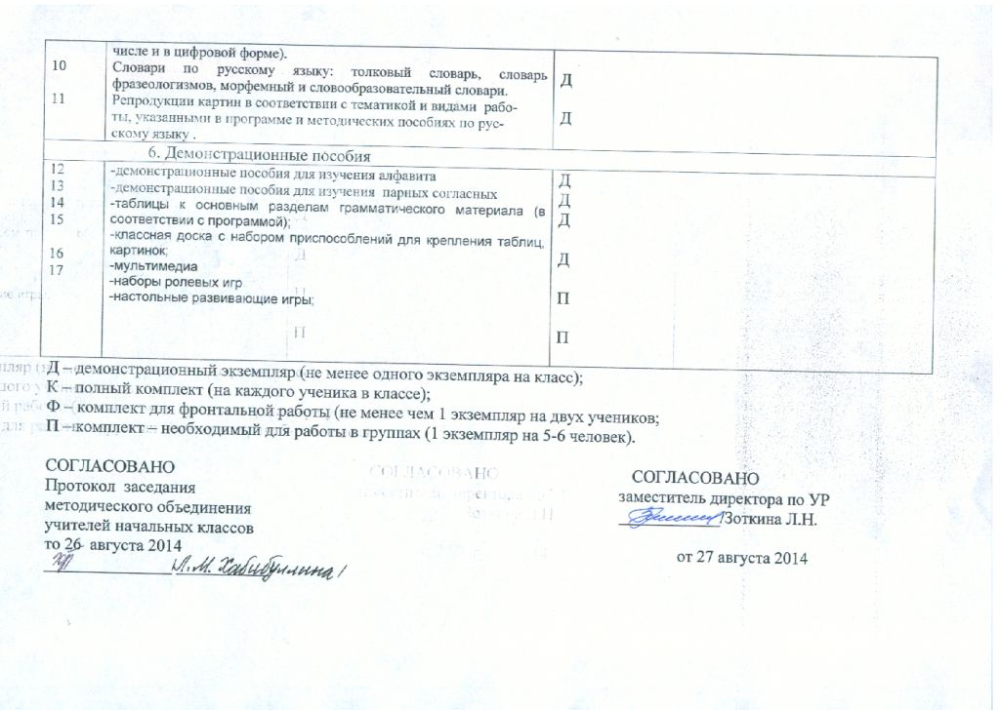 числе и в цифровой форме).
10 Словари по русскому языку: толковый словарь, словарь Д
фразеологизмов, морфемный и словообразовательный словари.
11 Репродукции картин в соответствии с тематикой и видами рабо-
ты, указанными в программе и методических пособиях по рус- Д
скому языку .
6. Демонстрационные пособия
12 -демонстрационные пособия для изучения алфавита Д
13 -демонстрационные пособия для изучения парных согласных Д
14 -таблицы к основным разделам грамматического материала (в Д
15 соответствии с программой);
-классная доска с набором приспособлений для крепления таблиц,
16 картинок; Д
17 -мультимедиа
-наборы ролевых игр П
-настольные развивающие игры;
П
Д – демонстрационный экземпляр (не менее одного экземпляра на класс);
К – полный комплект (на каждого ученика в классе);
Ф – комплект для фронтальной работы (не менее чем 1 экземпляр на двух учеников;
П – комплект – необходимый для работы в группах (1 экземпляр на 5-6 человек).
СОГЛАСОВАНО
Протокол заседания
методического объединения
учителей начальных классов
то 26 августа 2014
Л.М. Хабибуллина/
СОГЛАСОВАНО
заместитель директора по УР
/Зоткина Л.Н.
от 27 августа 2014